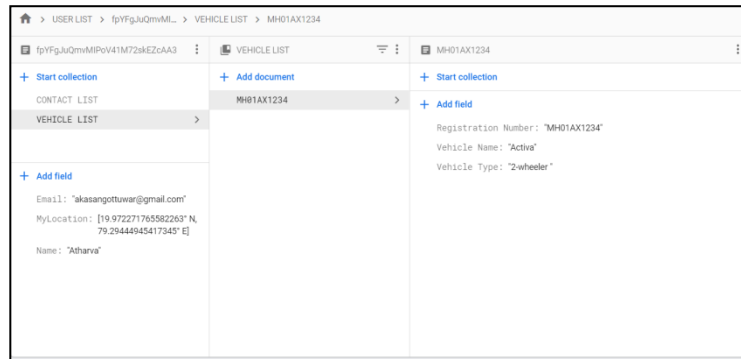 > USER LIST > fpYFgJuQmvMl... > VEHICLE LIST > MH01AX1234
fpYFgJuQmvMIPoV41M72skEZcAA3
VEHICLE LIST
MH01AX1234
+ Start collection
+ Add document
+ Start collection
CONTACT LIST
VEHICLE LIST >
MH01AX1234 >
+ Add field
Registration Number: "MH01AX1234"
Vehicle Name: "Activa"
Vehicle Type: "2-wheeler "
+ Add field
Email: "akasangottuwar@gmail.com"
MyLocation: [19.972271765582263° N,
79.29444945417345° E]
Name: "Atharva"